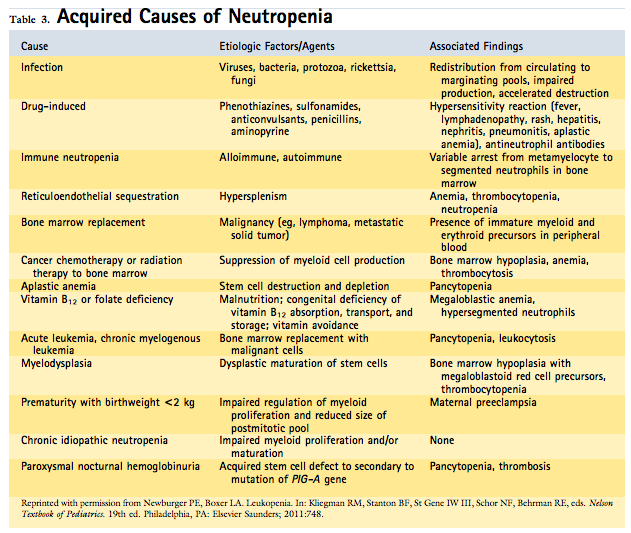 Table 3. Acquired Causes of Neutropenia
Cause Etiologic Factors/Agents Associated Findings
Infection Viruses, bacteria, protozoa, rickettsia, Redistribution from circulating to
fungi marginating pools, impaired
production, accelerated destruction
Drug-induced Phenothiazines, sulfonamides, Hypersensitivity reaction (fever,
anticonvulsants, penicillins, lymphadenopathy, rash, hepatitis,
aminopyrine nephritis, pneumonitis, aplastic
anemia), antineutrophil antibodies
Immune neutropenia Alloimmune, autoimmune Variable arrest from metamyelocyte to
segmented neutrophils in bone
marrow
Reticuloendothelial sequestration Hypersplenism Anemia, thrombocytopenia,
neutropenia
Bone marrow replacement Malignancy (eg, lymphoma, metastatic Presence of immature myeloid and
solid tumor) erythroid precursors in peripheral
blood
Cancer chemotherapy or radiation Suppression of myeloid cell production Bone marrow hypoplasia, anemia,
therapy to bone marrow thrombocytosis
Aplastic anemia Stem cell destruction and depletion Pancytopenia
Vitamin B12 or folate deficiency Malnutrition; congenital deficiency of Megaloblastic anemia,
vitamin B12 absorption, transport, and hypersegmented neutrophils
storage; vitamin avoidance
Acute leukemia, chronic myelogenous Bone marrow replacement with Pancytopenia, leukocytosis
leukemia malignant cells
Myelodysplasia Dysplastic maturation of stem cells Bone marrow hypoplasia with
megaloblastoid red cell precursors,
thrombocytopenia
Prematurity with birthweight <2 kg Impaired regulation of myeloid Maternal preeclampsia
proliferation and reduced size of
postmitotic pool
Chronic idiopathic neutropenia Impaired myeloid proliferation and/or None
maturation
Paroxysmal nocturnal hemoglobinuria Acquired stem cell defect to secondary to Pancytopenia, thrombosis
mutation of PIG-A gene
Reprinted with permission from Newburger PE, Boxer LA. Leukopenia. In: Kliegman RM, Stanton BF, St Geme IW III, Schor NF, Behrman RE, eds. Nelson
Textbook of Pediatrics. 19th ed. Philadelphia, PA: Elsevier Saunders; 2011:748.